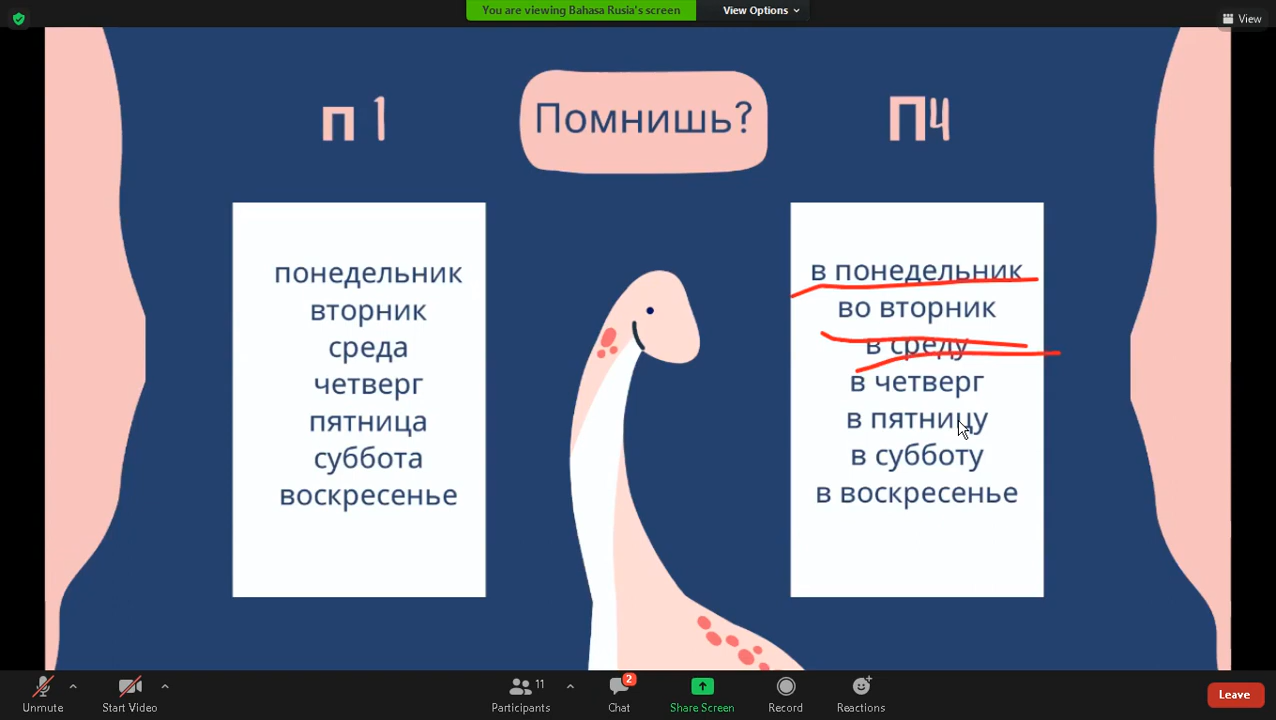 You are viewing Bahasa Rusia's screen
View Options
View
п 1
Помнишь?
П4
понедельник
вторник
среда
четверг
пятница
суббота
воскресенье
в понедельник
во вторник
в среду
в четверг
в пятницу
в субботу
в воскресенье
Unmute
Start Video
11
Participants
2
Chat
Share Screen
Record
Reactions
Leave